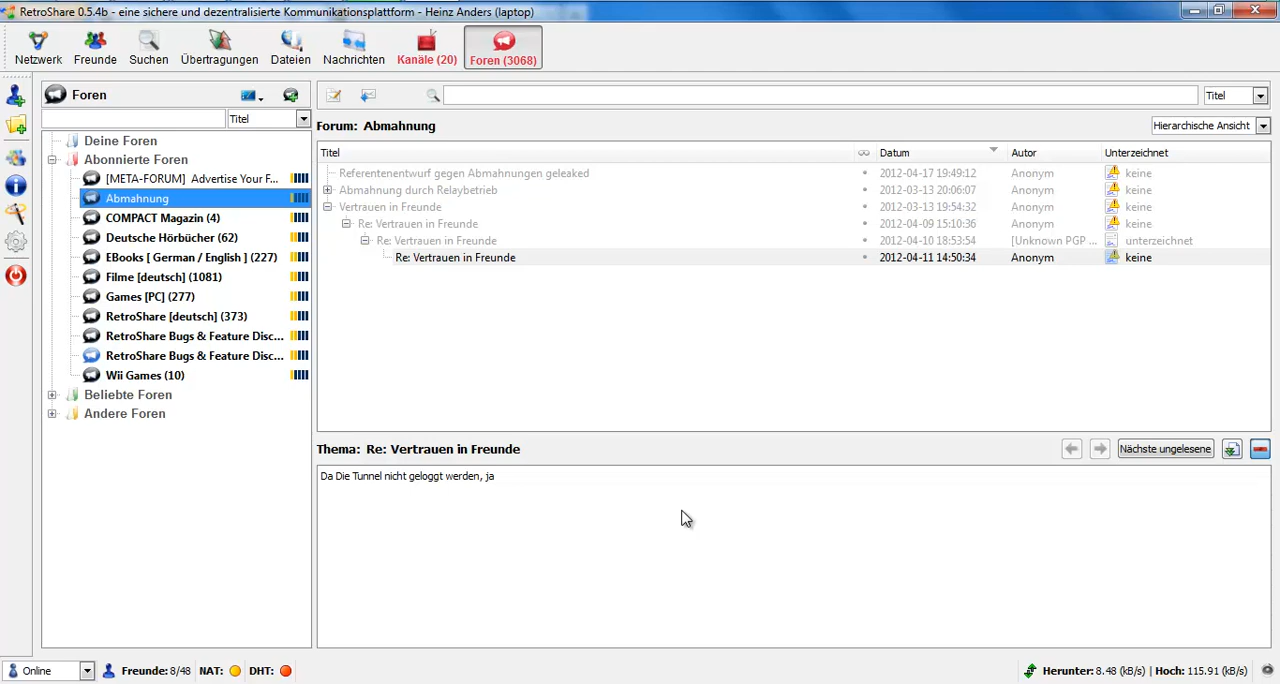 RetroShare 0.5.4b - eine sichere und dezentralisierte Kommunikationsplattform - Heinz Anders (laptop)
Netzwerk Freunde Suchen Übertragungen Dateien Nachrichten Kanäle (20) Foren (3068)
Foren
Titel
Titel
Forum: Abmahnung
Hierarchische Ansicht
Deine Foren
Abonnierte Foren
[META-FORUM] Advertise Your F...
Abmahnung
COMPACT Magazin (4)
Deutsche Hörbücher (62)
EBooks [ German / English ] (227)
Filme [deutsch] (1081)
Games [PC] (277)
RetroShare [deutsch] (373)
RetroShare Bugs & Feature Disc...
RetroShare Bugs & Feature Disc...
Wii Games (10)
Beliebte Foren
Andere Foren
Titel Datum Autor Unterzeichnet
Referentenentwurf gegen Abmahnungen geleaked 2012-04-17 19:49:12 Anonym keine
Abmahnung durch Relaybetrieb 2012-03-13 20:06:07 Anonym keine
Vertrauen in Freunde 2012-03-13 19:54:32 Anonym keine
Re: Vertrauen in Freunde 2012-04-09 15:10:36 Anonym keine
Re: Vertrauen in Freunde 2012-04-10 18:53:54 [Unknown PGP ... unterzeichnet
Re: Vertrauen in Freunde 2012-04-11 14:50:34 Anonym keine
Thema: Re: Vertrauen in Freunde
Nächste ungelesene
Da Die Tunnel nicht geloggt werden, ja
Online Freunde: 8/48 NAT: DHT: Herunter: 8.48 (kB/s) | Hoch: 115.91 (kB/s)